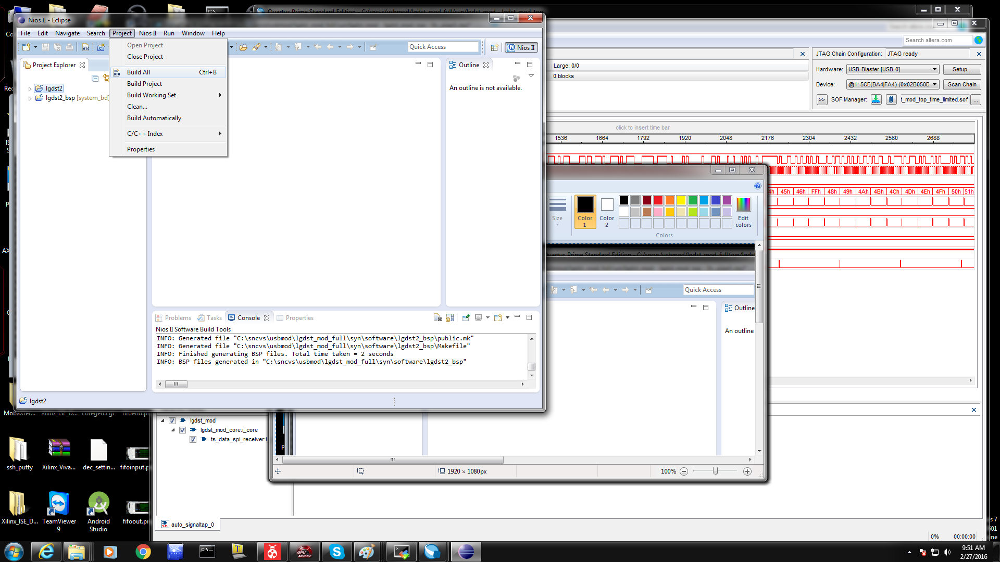 Quartus Prime Standard Edition - C:/sncvs/usbmod/lgdst_mod_full/syn/lgdst_mod - lgdst_mod_top
Nios II - Eclipse
File Edit Navigate Search Project Nios II Run Window Help
Quick Access
Nios II
Open Project
Close Project
Build All Ctrl+B
Build Project
Build Working Set
Clean...
Build Automatically
C/C++ Index
Properties
Project Explorer
lgdst2
lgdst2_bsp [system_bd]
Outline
An outline is not available.
Problems Tasks Console Properties
Nios II Software Build Tools
INFO: Generated file "C:\sncvs\usbmod\lgdst_mod_full\syn\software\lgdst2_bsp\public.mk"
INFO: Generated file "C:\sncvs\usbmod\lgdst_mod_full\syn\software\lgdst2_bsp\Makefile"
INFO: Finished generating BSP files. Total time taken = 2 seconds
INFO: BSP files generated in "C:\sncvs\usbmod\lgdst_mod_full\syn\software\lgdst2_bsp"
lgdst2
Search altera.com
Large: 0/0
0 blocks
JTAG Chain Configuration: JTAG ready
Hardware: USB-Blaster [USB-0] Setup...
Device: @1: 5CE(BA4|FA4) (0x02B050D Scan Chain
>> SOF Manager: t_mod_top_time_limited.sof ...
click to insert time bar
1536 1664 1792 1920 2048 2176 2304 2432 2560 2688
4h 45h 46h FFh 48h 49h 4Ah 4Bh 4Ch 4Dh 4Eh 4Fh 50h 51h
Size
Color 1
Color 2
Edit colors
Colors
Quartus Prime Standard Edition - C:/sncvs/usbmod/lgdst_mod_full/syn/lgds
Quick Access
Outline
An outline
P
1920 × 1080px
100%
lgdst_mod
lgdst_mod_core:i_core
ts_data_spi_receiver:i_
auto_signaltap_0
0% 00:00:00
Co
Rec
IS
S
P
AX
C
I
MobaXter... Xilinx_ISE_D... coregen.cgc fifoend.pr
ssh_putty
Xilinx_Viva...
dec_settin...
fifoinput.p
Xilinx_ISE_D...
TeamViewer 9
Android Studio
fifoout.pr
s 7
601
ine
9:51 AM
2/27/2016